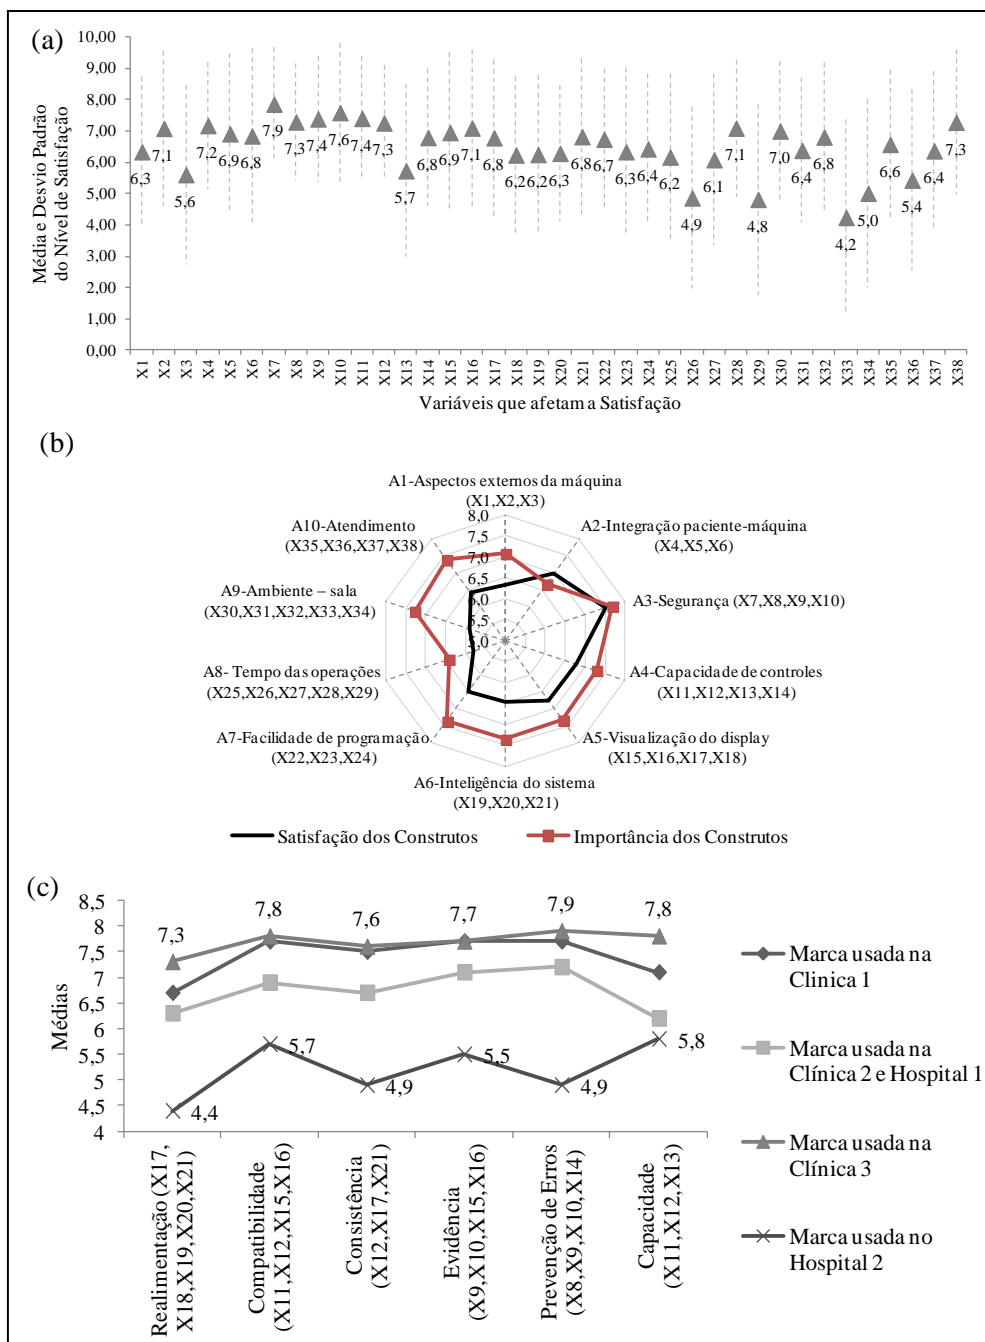 (a)
Média e Desvio Padrão
do Nível de Satisfação
10,00
9,00
8,00
7,00
6,00
5,00
4,00
3,00
2,00
1,00
0,00
6,3
7,1
5,6
7,2
6,9
6,8
7,9
7,3
7,4
7,6
7,4
7,3
5,7
6,8
6,9
7,1
6,8
6,2
6,2
6,3
6,8
6,7
6,3
6,4
6,2
4,9
6,1
7,1
4,8
7,0
6,4
6,8
4,2
5,0
6,6
5,4
6,4
7,3
X1
X2
X3
X4
X5
X6
X7
X8
X9
X10
X11
X12
X13
X14
X15
X16
X17
X18
X19
X20
X21
X22
X23
X24
X25
X26
X27
X28
X29
X30
X31
X32
X33
X34
X35
X36
X37
X38
Variáveis que afetam a Satisfação
(b)
A1-Aspectos externos da máquina
(X1,X2,X3)
A2-Integração paciente-máquina
(X4,X5,X6)
A3-Segurança (X7,X8,X9,X10)
A4-Capacidade de controles
(X11,X12,X13,X14)
A5-Visualização do display
(X15,X16,X17,X18)
A6-Inteligência do sistema
(X19,X20,X21)
A7-Facilidade de programação
(X22,X23,X24)
A8- Tempo das operações
(X25,X26,X27,X28,X29)
A9-Ambiente – sala
(X30,X31,X32,X33,X34)
A10-Atendimento
(X35,X36,X37,X38)
8,0
7,5
7,0
6,5
6,0
5,5
5,0
Satisfação dos Construtos
Importância dos Construtos
(c)
Médias
8,5
8
7,5
7
6,5
6
5,5
5
4,5
4
7,3
7,8
7,6
7,7
7,9
7,8
4,4
5,7
4,9
5,5
4,9
5,8
Realimentação (X17,
X18,X19,X20,X21)
Compatibilidade
(X11,X12,X15,X16)
Consistência
(X12,X17,X21)
Evidência
(X9,X10,X15,X16)
Prevenção de Erros
(X8,X9,X10,X14)
Capacidade
(X11,X12,X13)
Marca usada na
Clinica 1
Marca usada na
Clínica 2 e Hospital 1
Marca usada na
Clínica 3
Marca usada no
Hospital 2